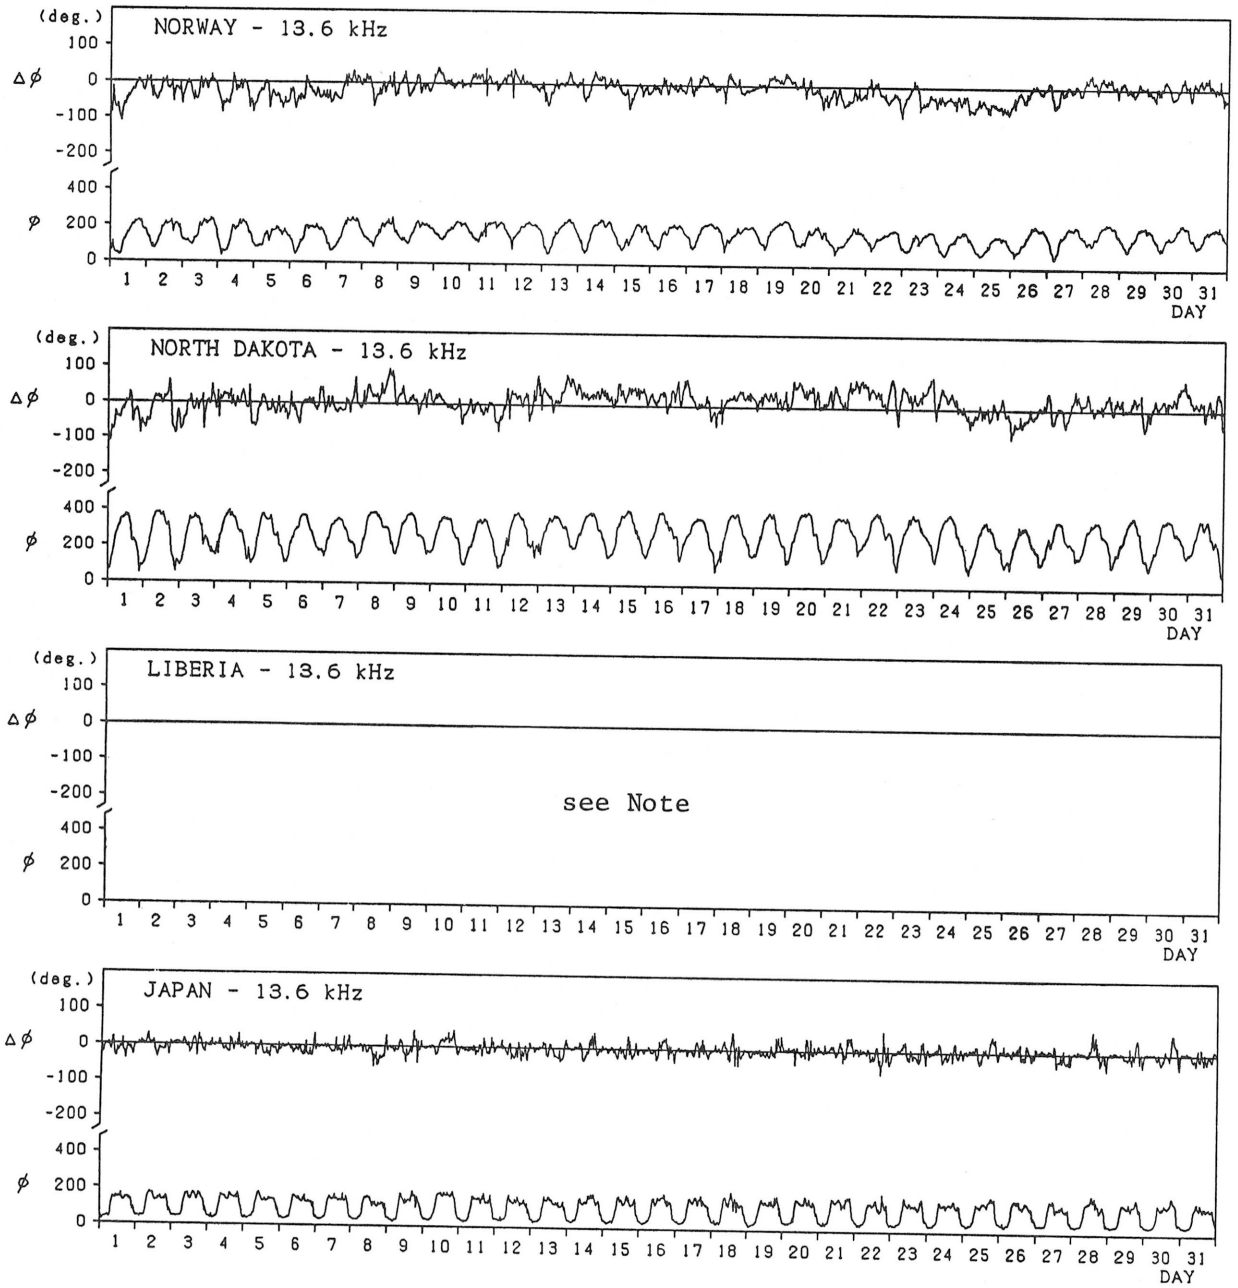 (deg.)
NORWAY - 13.6 kHz
100
Δφ 0
-100
-200
400
φ 200
0
1 2 3 4 5 6 7 8 9 10 11 12 13 14 15 16 17 18 19 20 21 22 23 24 25 26 27 28 29 30 31
DAY
(deg.)
NORTH DAKOTA - 13.6 kHz
100
Δφ 0
-100
-200
400
φ 200
0
1 2 3 4 5 6 7 8 9 10 11 12 13 14 15 16 17 18 19 20 21 22 23 24 25 26 27 28 29 30 31
DAY
(deg.)
LIBERIA - 13.6 kHz
100
Δφ 0
-100
-200
see Note
400
φ 200
0
1 2 3 4 5 6 7 8 9 10 11 12 13 14 15 16 17 18 19 20 21 22 23 24 25 26 27 28 29 30 31
DAY
(deg.)
JAPAN - 13.6 kHz
100
Δφ 0
-100
-200
400
φ 200
0
1 2 3 4 5 6 7 8 9 10 11 12 13 14 15 16 17 18 19 20 21 22 23 24 25 26 27 28 29 30 31
DAY